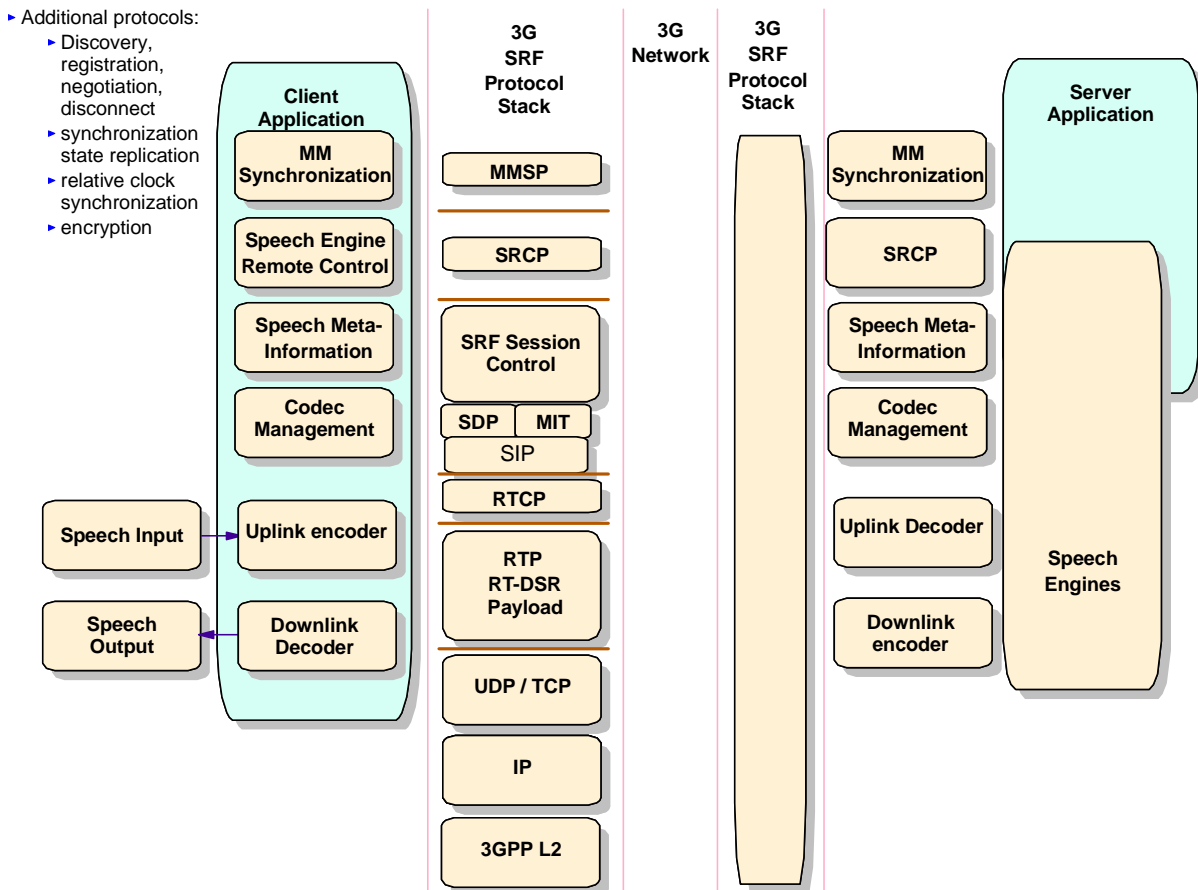 Additional protocols:
Discovery,
registration,
negotiation,
disconnect
synchronization
state replication
relative clock
synchronization
encryption
Client
Application
MM
Synchronization
Speech Engine
Remote Control
Speech Meta-
Information
Codec
Management
Speech Input
Uplink encoder
Speech
Output
Downlink
Decoder
3G
SRF
Protocol
Stack
MMSP
SRCP
SRF Session
Control
SDP
MIT
SIP
RTCP
RTP
RT-DSR
Payload
UDP / TCP
IP
3GPP L2
3G
Network
3G
SRF
Protocol
Stack
MM
Synchronization
SRCP
Speech Meta-
Information
Codec
Management
Uplink Decoder
Downlink
encoder
Server
Application
Speech
Engines